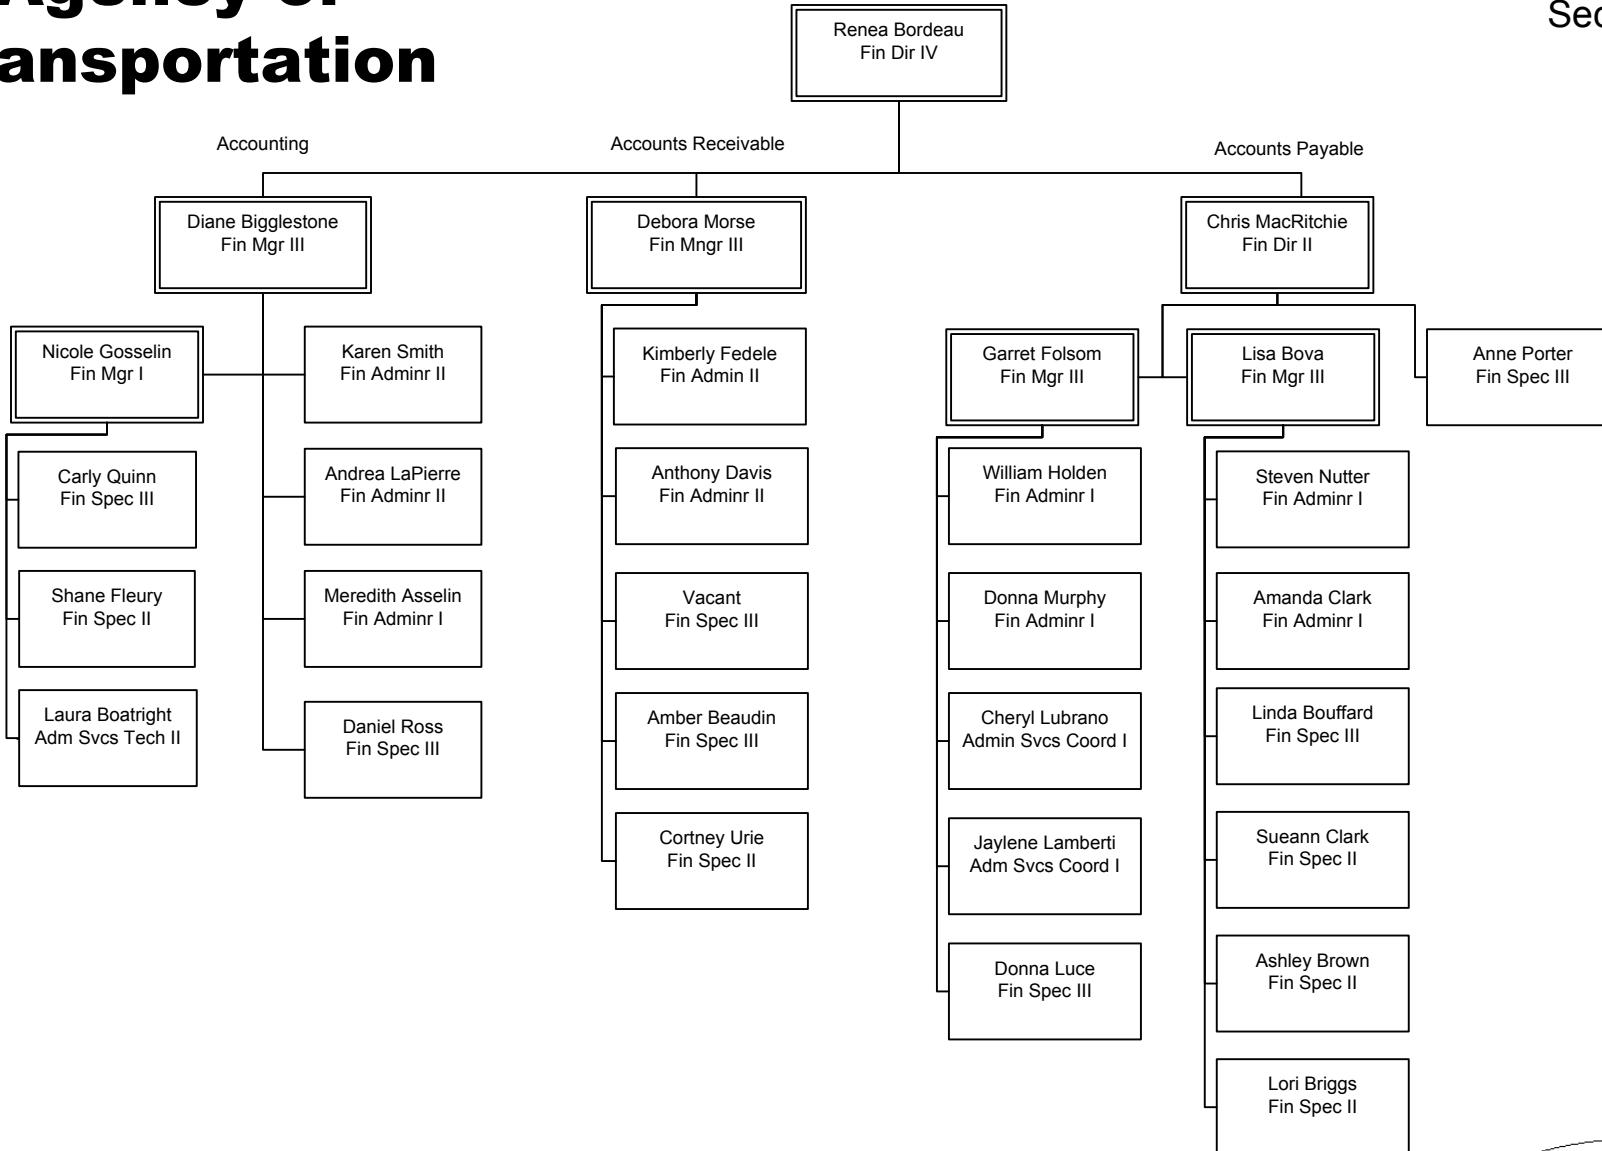 Agency of
ansportation
Sec
Renea Bordeau
Fin Dir IV
Accounting
Accounts Receivable
Accounts Payable
Diane Bigglestone
Fin Mgr III
Debora Morse
Fin Mngr III
Chris MacRitchie
Fin Dir II
Nicole Gosselin
Fin Mgr I
Karen Smith
Fin Adminr II
Kimberly Fedele
Fin Admin II
Garret Folsom
Fin Mgr III
Lisa Bova
Fin Mgr III
Anne Porter
Fin Spec III
Carly Quinn
Fin Spec III
Andrea LaPierre
Fin Adminr II
Anthony Davis
Fin Adminr II
William Holden
Fin Adminr I
Steven Nutter
Fin Adminr I
Shane Fleury
Fin Spec II
Meredith Asselin
Fin Adminr I
Vacant
Fin Spec III
Donna Murphy
Fin Adminr I
Amanda Clark
Fin Adminr I
Laura Boatright
Adm Svcs Tech II
Daniel Ross
Fin Spec III
Amber Beaudin
Fin Spec III
Cheryl Lubrano
Admin Svcs Coord I
Linda Bouffard
Fin Spec III
Cortney Urie
Fin Spec II
Jaylene Lamberti
Adm Svcs Coord I
Sueann Clark
Fin Spec II
Donna Luce
Fin Spec III
Ashley Brown
Fin Spec II
Lori Briggs
Fin Spec II